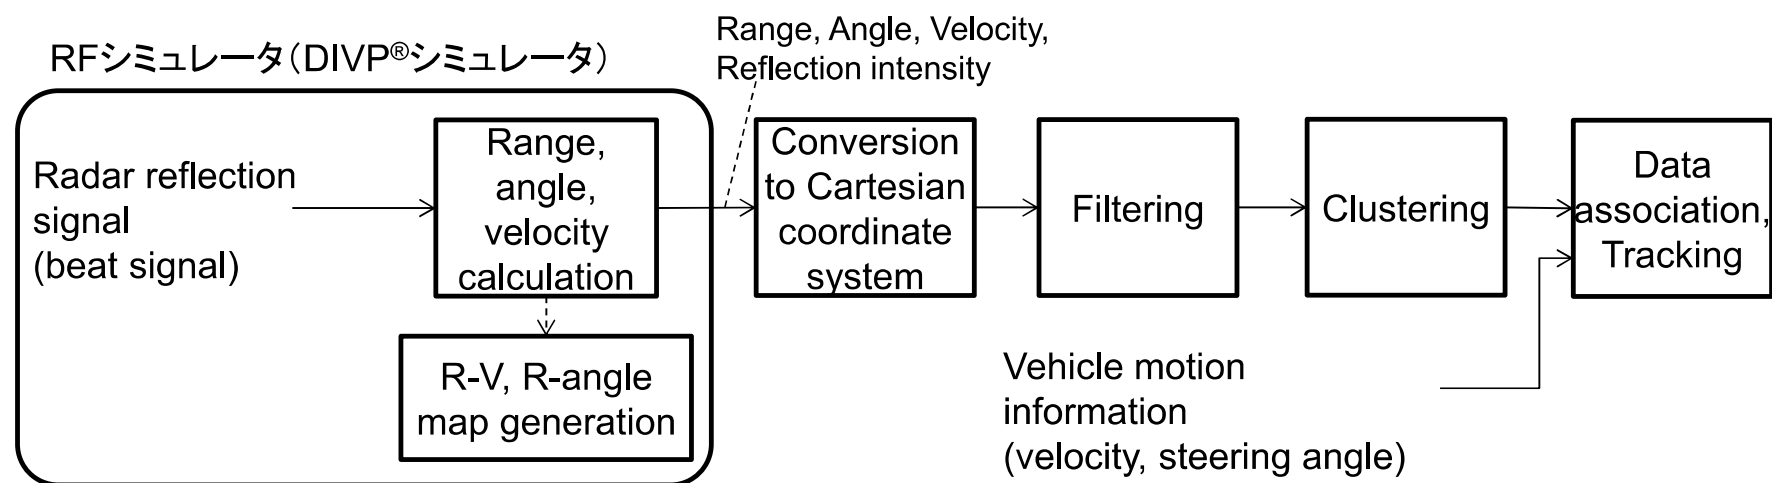 RFシミュレータ(DIVP®シミュレータ)
Range, Angle, Velocity,
Reflection intensity
Radar reflection
signal
(beat signal)
Range,
angle,
velocity
calculation
R-V, R-angle
map generation
Conversion
to Cartesian
coordinate
system
Filtering
Clustering
Data
association,
Tracking
Vehicle motion
information
(velocity, steering angle)